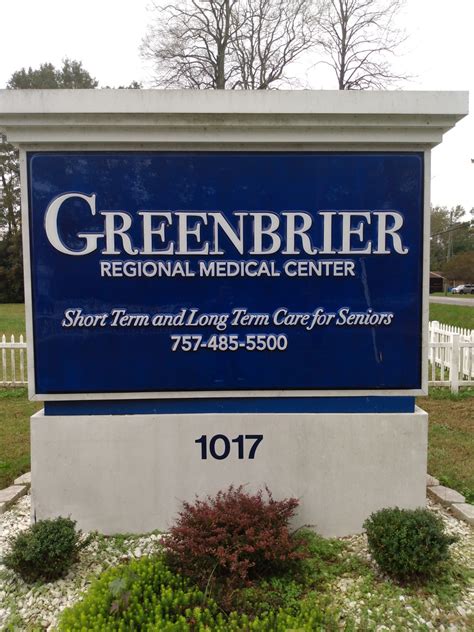 GREENBRIER
REGIONAL MEDICAL CENTER
Short Term and Long Term Care for Seniors
757-485-5500
1017